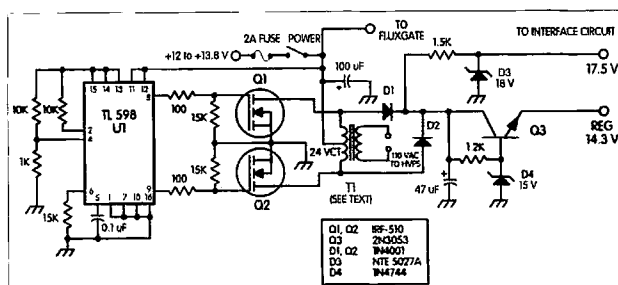 TO FLUXGATE
2A FUSE
POWER
+12 to +13.8 V
TO INTERFACE CIRCUIT
1.5K
17.5 V
100 uF
+
D3
18 V
15
14
13
11
12
Q1
D1
10K
10K
TL 598
U1
8
100
15K
2
4
24 VCT
D2
Q3
REG
14.3 V
110 VAC
TO HVPS
1K
15K
1.2K
6
5
1
7
10
16
9
100
T1
(SEE TEXT)
+
47 uF
D4
15 V
15K
0.1 uF
Q2
Q1, Q2 IRF-510
Q3 2N3053
D1, Q2 1N4001
D3 NTE 5027A
D4 1N4744